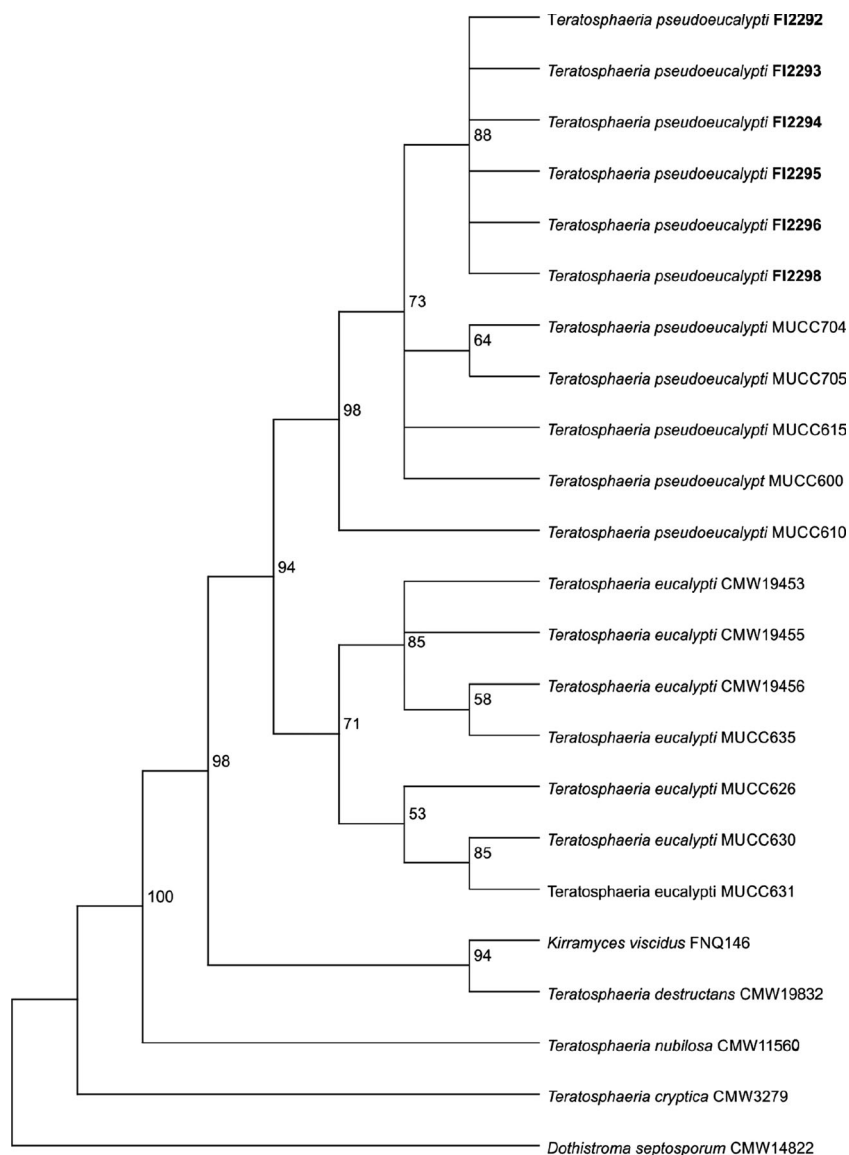 Teratosphaeria pseudoeucalypti FI2292
Teratosphaeria pseudoeucalypti FI2293
Teratosphaeria pseudoeucalypti FI2294
88
Teratosphaeria pseudoeucalypti FI2295
Teratosphaeria pseudoeucalypti FI2296
Teratosphaeria pseudoeucalypti FI2298
73
Teratosphaeria pseudoeucalypti MUCC704
64
Teratosphaeria pseudoeucalypti MUCC705
98
Teratosphaeria pseudoeucalypti MUCC615
Teratosphaeria pseudoeucalypt MUCC600
Teratosphaeria pseudoeucalypti MUCC610
94
Teratosphaeria eucalypti CMW19453
Teratosphaeria eucalypti CMW19455
85
Teratosphaeria eucalypti CMW19456
58
71
Teratosphaeria eucalypti MUCC635
98
Teratosphaeria eucalypti MUCC626
53
Teratosphaeria eucalypti MUCC630
85
Teratosphaeria eucalypti MUCC631
100
Kirramyces viscidus FNQ146
94
Teratosphaeria destructans CMW19832
Teratosphaeria nubilosa CMW11560
Teratosphaeria cryptica CMW3279
Dothistroma septosporum CMW14822